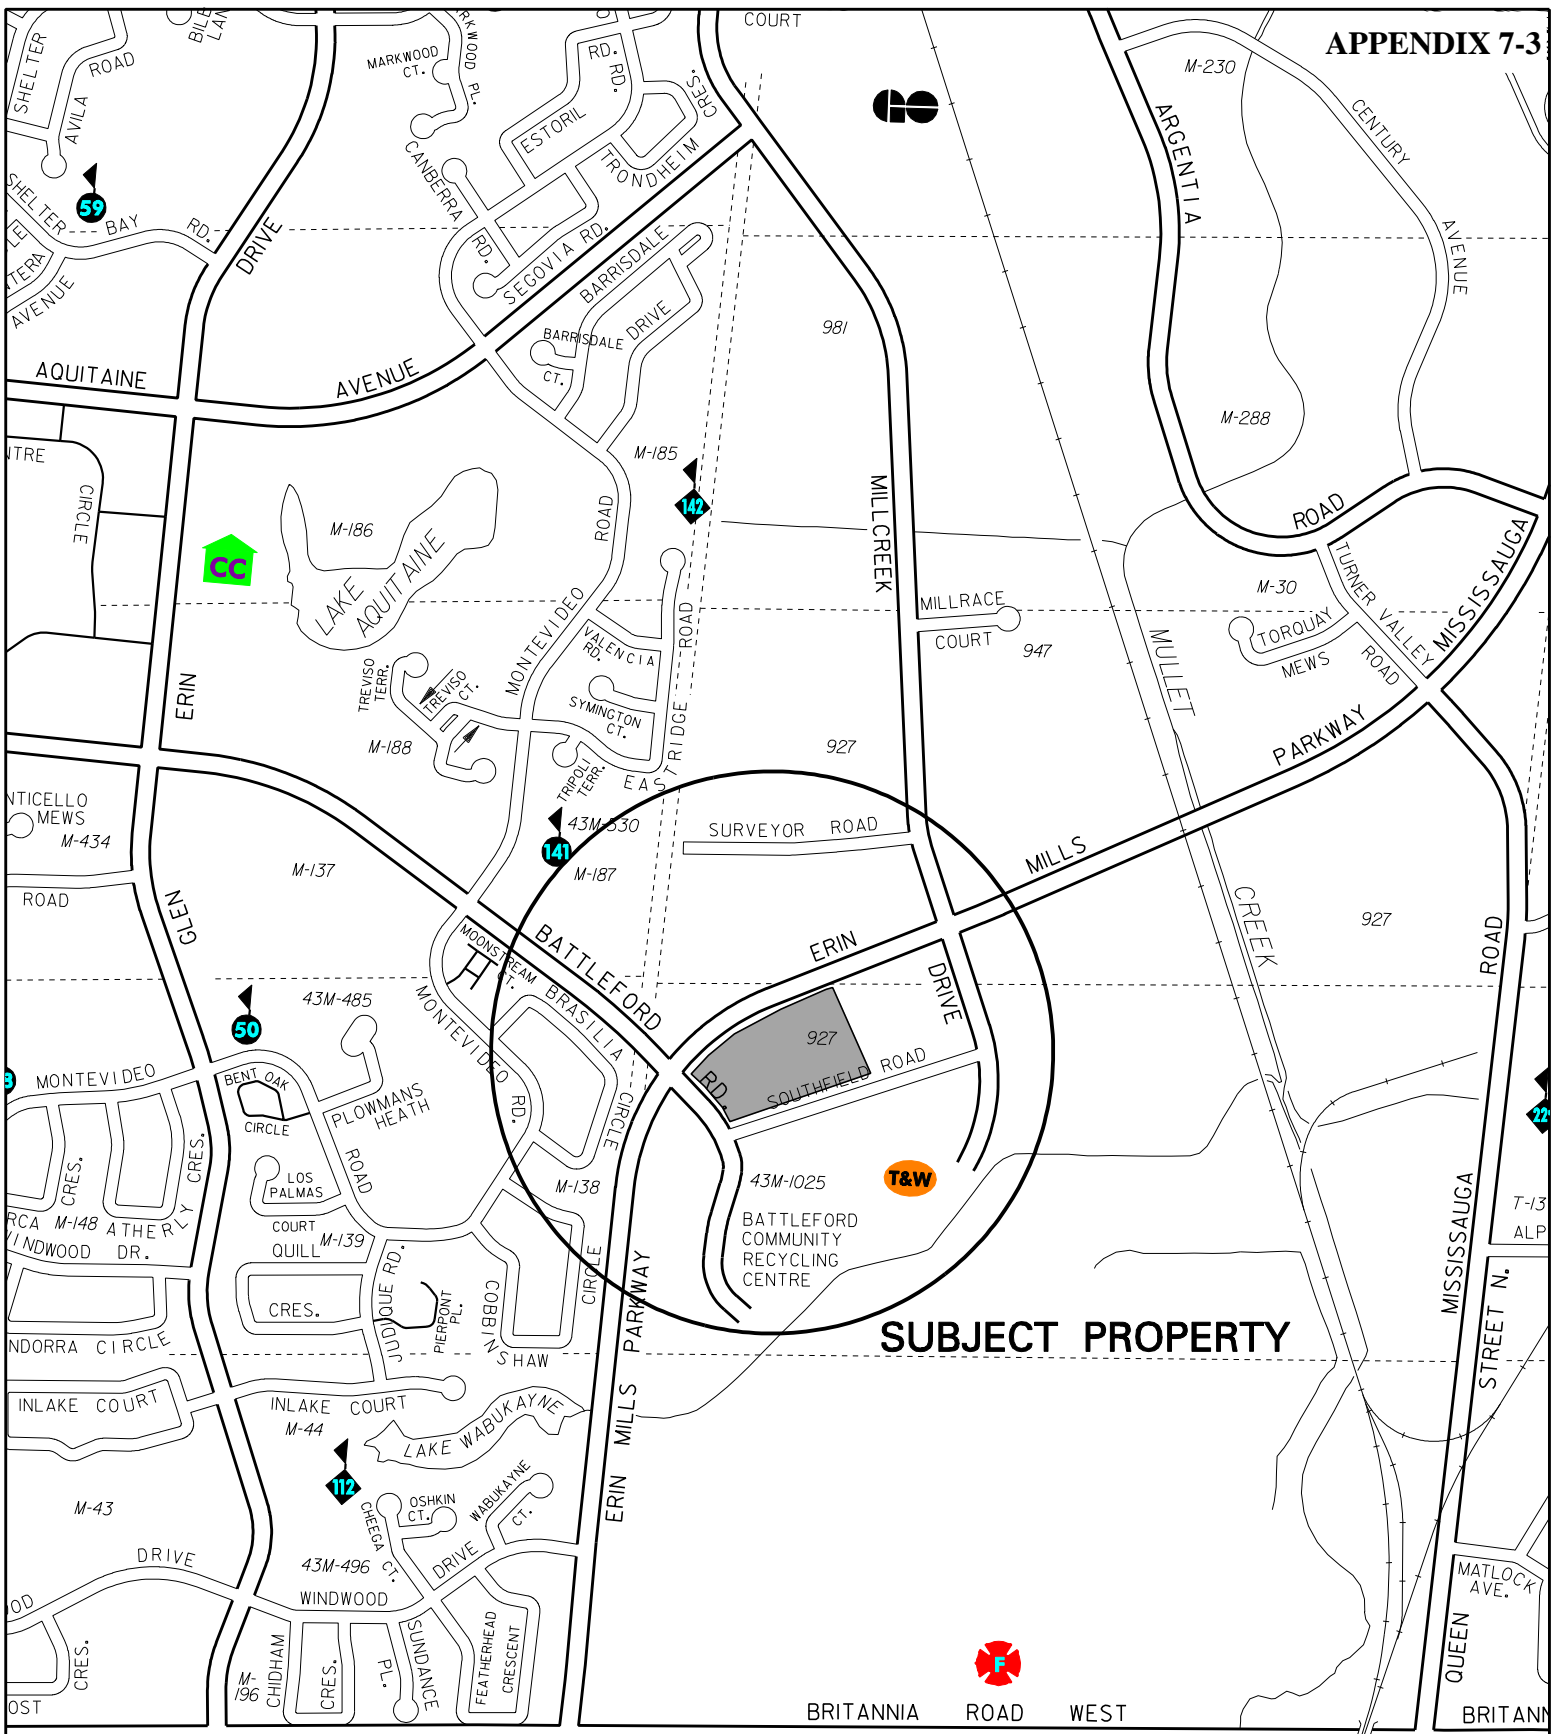 APPENDIX 7-3
COURT
SHELTER
ROAD
AVILA
MARKWOOD
CT.
PL.
RD.
RD.
CRES.
ESTORIL
TRONDHEIM
CANBERRA
RD.
SEGOVIA RD.
M-230
CENTURY
AVENUE
ARGENTIA
59
SHELTER
BAY
RD.
DRIVE
AVENUE
BARRISDALE
DRIVE
BARRISDALE
CT.
981
AQUITAINE
AVENUE
M-288
M-185
142
CIRCLE
M-186
LAKE
AQUITAINE
CC
ROAD
MONTEVIDEO
MILLCREEK
ROAD
MISSISSAUGA
TURNER VALLEY
ROAD
M-30
TORQUAY
MEWS
MILLRACE
COURT
947
MULLET
VALENCIA
RD.
EASTRIDGE ROAD
SYMINGTON
CT.
TREVISO
TERR.
TREVISO
CT.
M-188
TRIPOLI
TERR.
ERIN
927
PARKWAY
MEWS
M-434
43M-530
141
M-187
SURVEYOR ROAD
MILLS
M-137
ROAD
GLEN
CREEK
927
ROAD
BATTLEFORD
MOONSTREAM
CT.
ERIN
DRIVE
BRASILIA
CIRCLE
MONTEVIDEO
RD.
43M-485
50
927
RD.
SOUTHFIELD ROAD
MONTEVIDEO
BENT OAK
CIRCLE
PLOWMANS
HEATH
ROAD
LOS
PALMAS
COURT
CRES.
CRES.
M-148
ATHERLY
DR.
QUILL
M-139
CRES.
JUDIQUE RD.
PIERPONT
PL.
COBINSHAW
CIRCLE
M-138
43M-1025
T&W
BATTLEFORD
COMMUNITY
RECYCLING
CENTRE
SUBJECT PROPERTY
MISSISSAUGA
STREET N.
CIRCLE
INLAKE COURT
INLAKE COURT
M-44
LAKE WABUKAYNE
ERIN MILLS PARKWAY
112
M-43
CHEEGA CT.
OSHKIN
CT.
WABUKAYNE
CT.
43M-496
DRIVE
DRIVE
WINDWOOD
MATLOCK
AVE.
QUEEN
CRES.
M-
196
CHIDHAM
CRES.
PL.
SUNDANCE
FEATHERHEAD
CRESCENT
F
BRITANNIA ROAD WEST